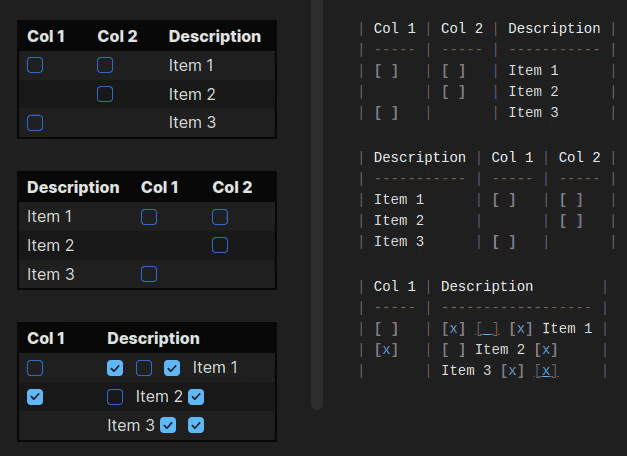 Col 1 Col 2 Description
Item 1
Item 2
Item 3
Description Col 1 Col 2
Item 1
Item 2
Item 3
Col 1 Description
Item 1
Item 2
Item 3
| Col 1 | Col 2 | Description |
| ----- | ----- | ----------- |
| [ ] | [ ] | Item 1 |
| | [ ] | Item 2 |
| [ ] | | Item 3 |
| Description | Col 1 | Col 2 |
| ----------- | ----- | ----- |
| Item 1 | [ ] | [ ] |
| Item 2 | | [ ] |
| Item 3 | [ ] | |
| Col 1 | Description |
| ----- | ------------------ |
| [ ] | [x] [ ] [x] Item 1 |
| [x] | [ ] Item 2 [x] |
| | Item 3 [x] [x] |